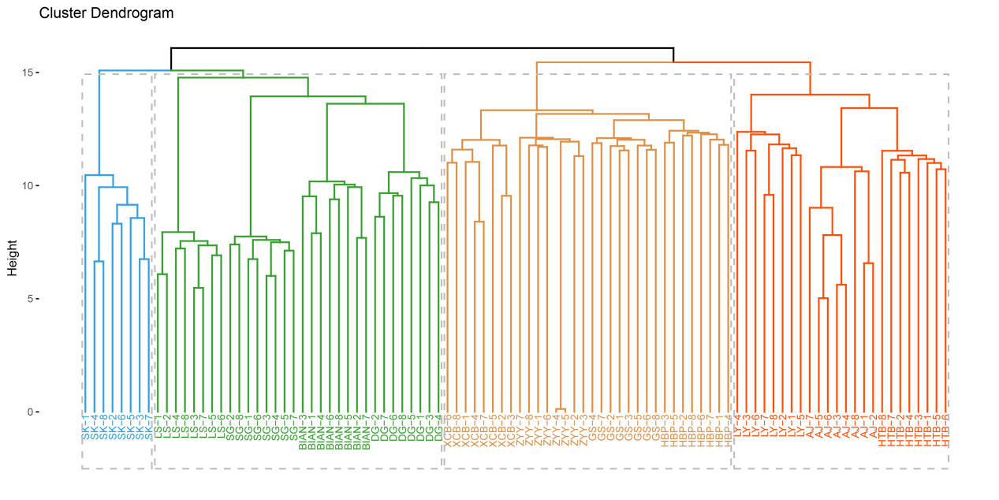 Cluster Dendrogram
Height
15
10
5
0
SK-1
SK-4
SK-8
SK-2
SK-6
SK-5
SK-3
SK-7
LS-1
LS-2
LS-4
LS-8
LS-3
LS-7
LS-5
LS-6
SG-2
SG-8
SG-1
SG-6
SG-3
SG-4
SG-5
SG-7
BIAN-3
BIAN-1
BIAN-4
BIAN-6
BIAN-8
BIAN-5
BIAN-2
BIAN-7
DG-2
DG-7
DG-6
DG-8
DG-5
DG-1
DG-3
DG-4
XCB-6
XCB-8
XCB-1
XCB-4
XCB-7
XCB-5
XCB-2
XCB-3
ZYY-7
ZYY-8
ZYY-1
ZYY-6
ZYY-4
ZYY-5
ZYY-2
ZYY-3
GS-4
GS-7
GS-2
GS-1
GS-3
GS-5
GS-6
GS-8
HBP-3
HBP-5
HBP-2
HBP-8
HBP-6
HBP-7
HBP-1
HBP-4
LY-4
LY-3
LY-6
LY-7
LY-8
LY-2
LY-1
LY-5
AJ-7
AJ-5
AJ-6
AJ-3
AJ-4
AJ-8
AJ-1
AJ-2
HTB-8
HTB-7
HTB-2
HTB-4
HTB-3
HTB-1
HTB-5
HTB-6